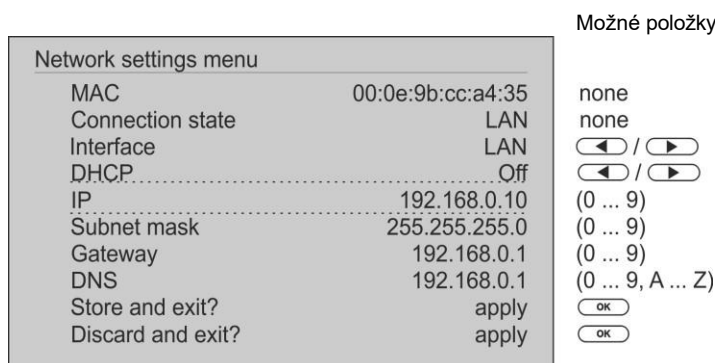 Možné položky
Network settings menu
MAC 00:0e:9b:cc:a4:35 none
Connection state LAN none
Interface LAN ◀ / ▶
DHCP Off ◀ / ▶
IP 192.168.0.10 (0 ... 9)
Subnet mask 255.255.255.0 (0 ... 9)
Gateway 192.168.0.1 (0 ... 9)
DNS 192.168.0.1 (0 ... 9, A ... Z)
Store and exit? apply OK
Discard and exit? apply OK